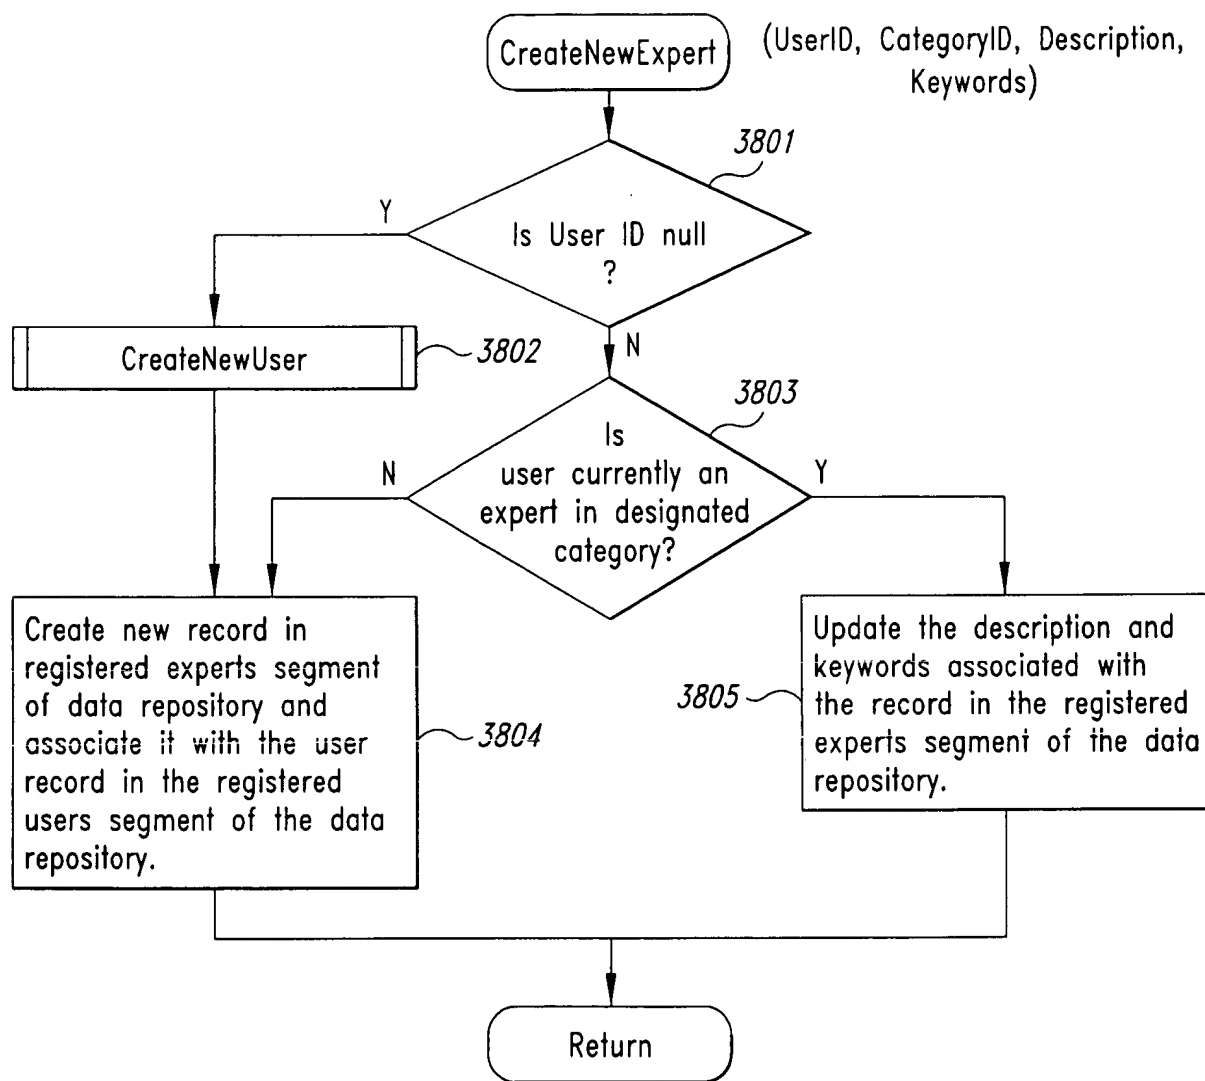 CreateNewExpert
(UserID, CategoryID, Description,
Keywords)
3801
Y
Is User ID null
?
N
CreateNewUser
3802
3803
Is
user currently an
expert in designated
category?
N
Y
Create new record in
registered experts segment
of data repository and
associate it with the user
record in the registered
users segment of the data
repository.
3804
3805
Update the description and
keywords associated with
the record in the registered
experts segment of the data
repository.
Return